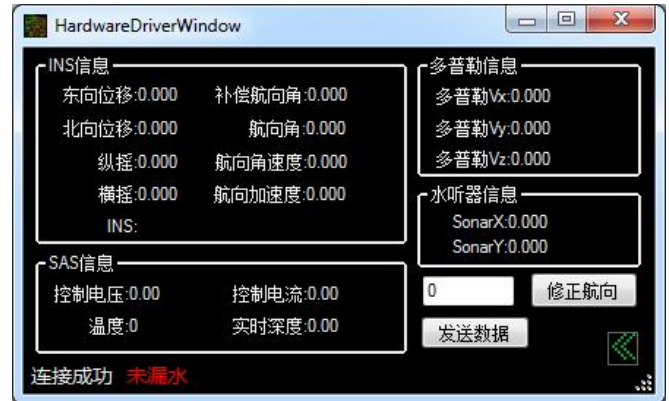 HardwareDriverWindow
INS信息
东向位移:0.000 补偿航向角:0.000
北向位移:0.000 航向角:0.000
纵摇:0.000 航向角速度:0.000
横摇:0.000 航向加速度:0.000
INS:
多普勒信息
多普勒Vx:0.000
多普勒Vy:0.000
多普勒Vz:0.000
水听器信息
SonarX:0.000
SonarY:0.000
SAS信息
控制电压:0.00 控制电流:0.00
温度:0 实时深度:0.00
0 修正航向
发送数据
连接成功 未漏水